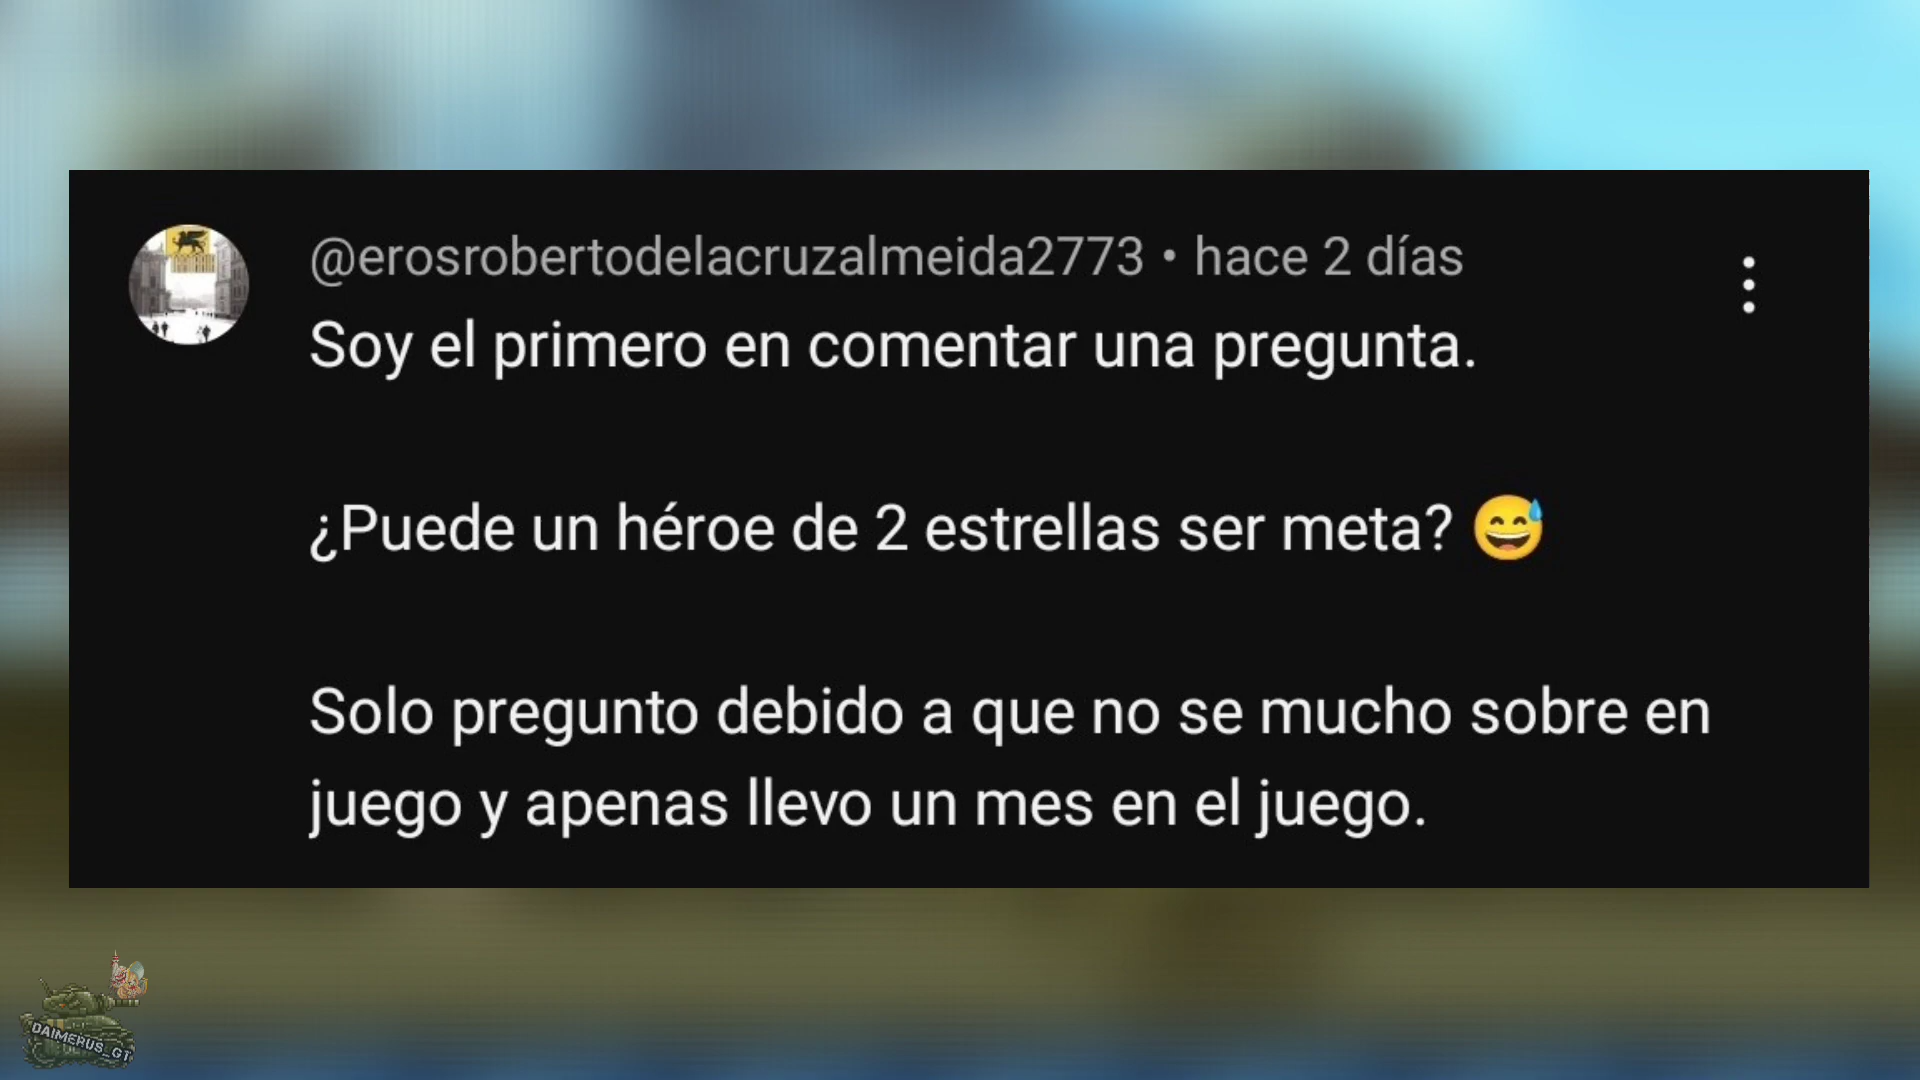 @erosrobertodelacruzalmeida2773 • hace 2 días
Soy el primero en comentar una pregunta.
¿Puede un héroe de 2 estrellas ser meta? 😅
Solo pregunto debido a que no se mucho sobre en
juego y apenas llevo un mes en el juego.
DAIMERUS_GT